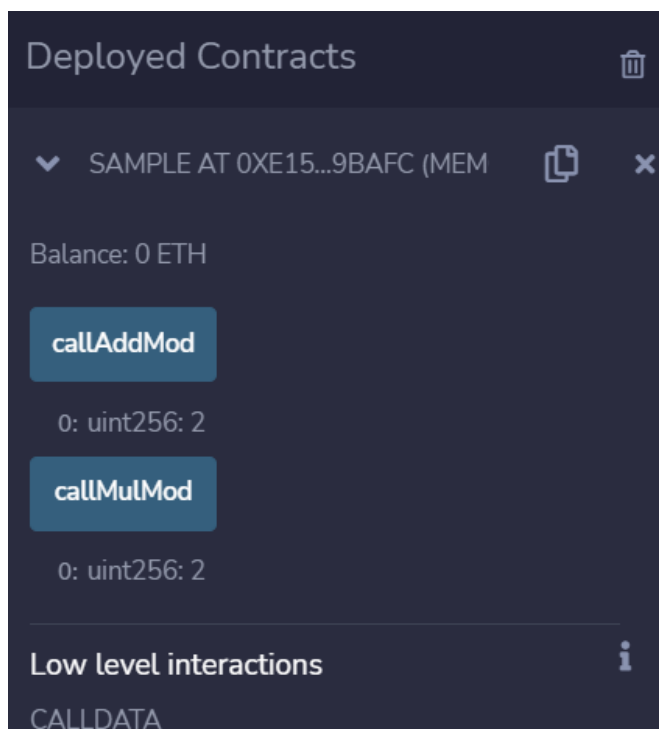 Deployed Contracts
SAMPLE AT 0XE15...9BAFC (MEM
Balance: 0 ETH
callAddMod
0: uint256: 2
callMulMod
0: uint256: 2
Low level interactions
CALLDATA